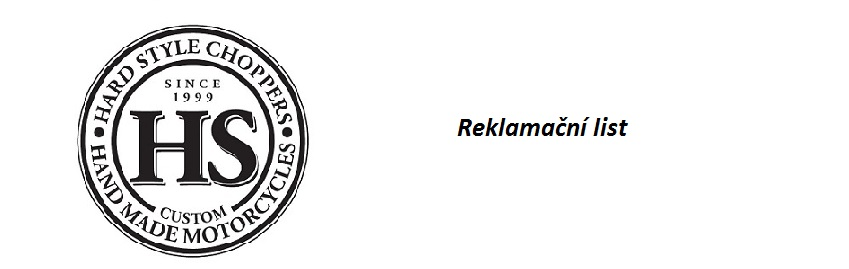 HARD STYLE CHOPPERS
SINCE
1999
HS
CUSTOM
HAND MADE MOTORCYCLES
Reklamační list